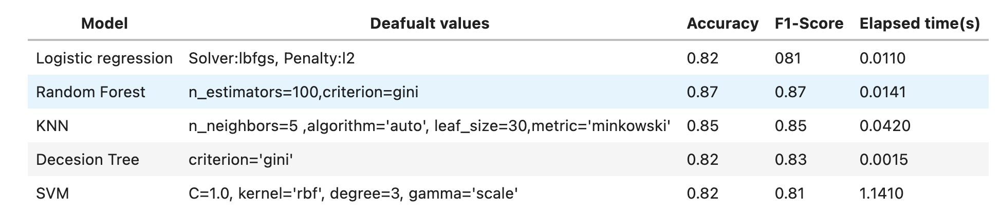 Model Deafualt values Accuracy F1-Score Elapsed time(s)
Logistic regression Solver:lbfgs, Penalty:l2 0.82 081 0.0110
Random Forest n_estimators=100,criterion=gini 0.87 0.87 0.0141
KNN n_neighbors=5 ,algorithm='auto', leaf_size=30,metric='minkowski' 0.85 0.85 0.0420
Decesion Tree criterion='gini' 0.82 0.83 0.0015
SVM C=1.0, kernel='rbf', degree=3, gamma='scale' 0.82 0.81 1.1410